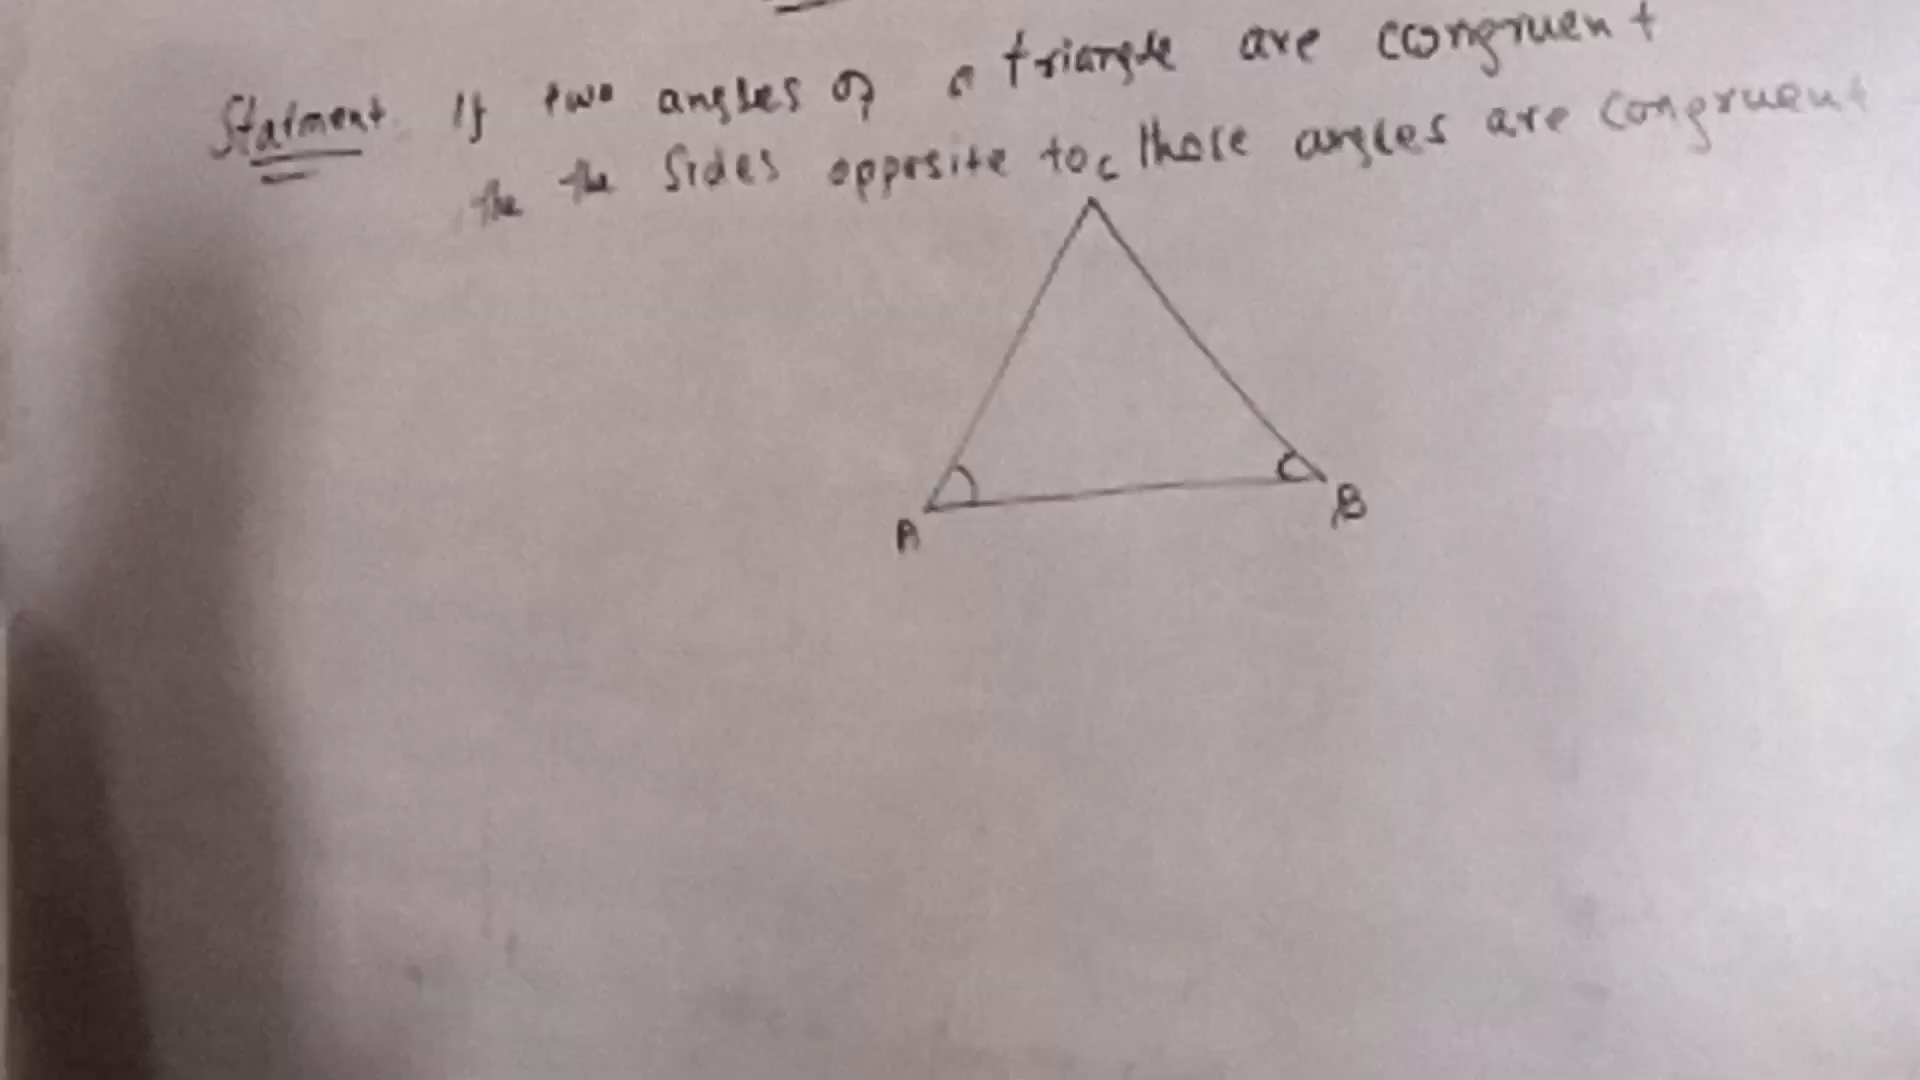 Statment If two angles of a triangle are congruent
the the Sides opposite to those angles are congruent
C
A
B